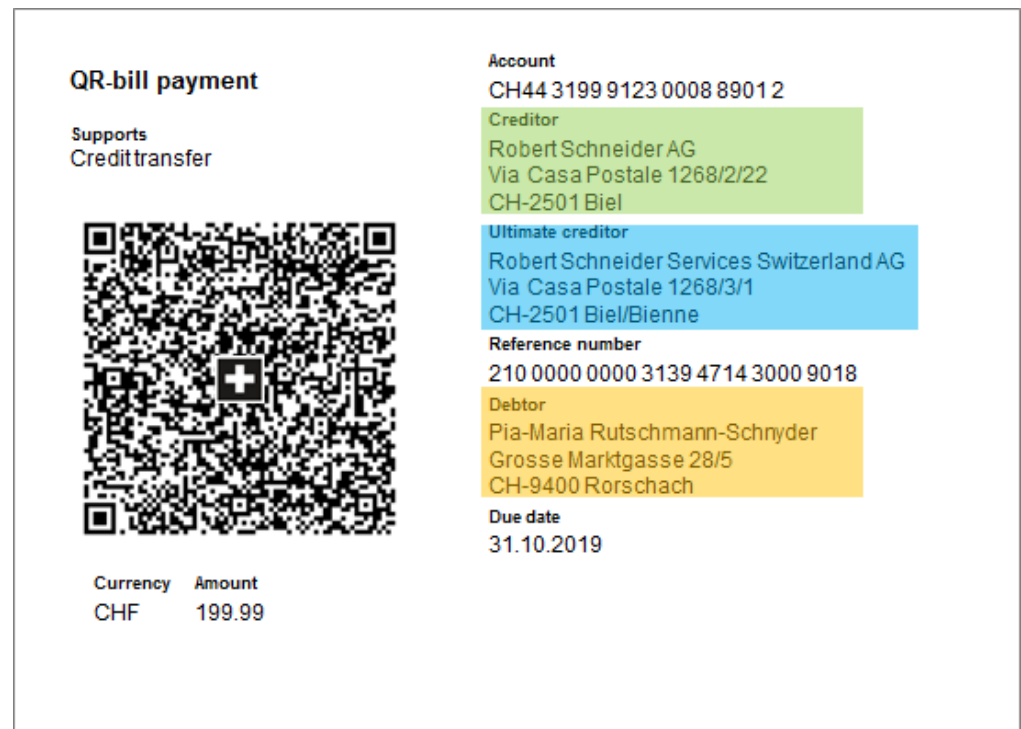 QR-bill payment
Supports
Credit transfer
Currency Amount
CHF 199.99
Account
CH44 3199 9123 0008 8901 2
Creditor
Robert Schneider AG
Via Casa Postale 1268/2/22
CH-2501 Biel
Ultimate creditor
Robert Schneider Services Switzerland AG
Via Casa Postale 1268/3/1
CH-2501 Biel/Bienne
Reference number
210 0000 0000 3139 4714 3000 9018
Debtor
Pia-Maria Rutschmann-Schnyder
Grosse Marktgasse 28/5
CH-9400 Rorschach
Due date
31.10.2019